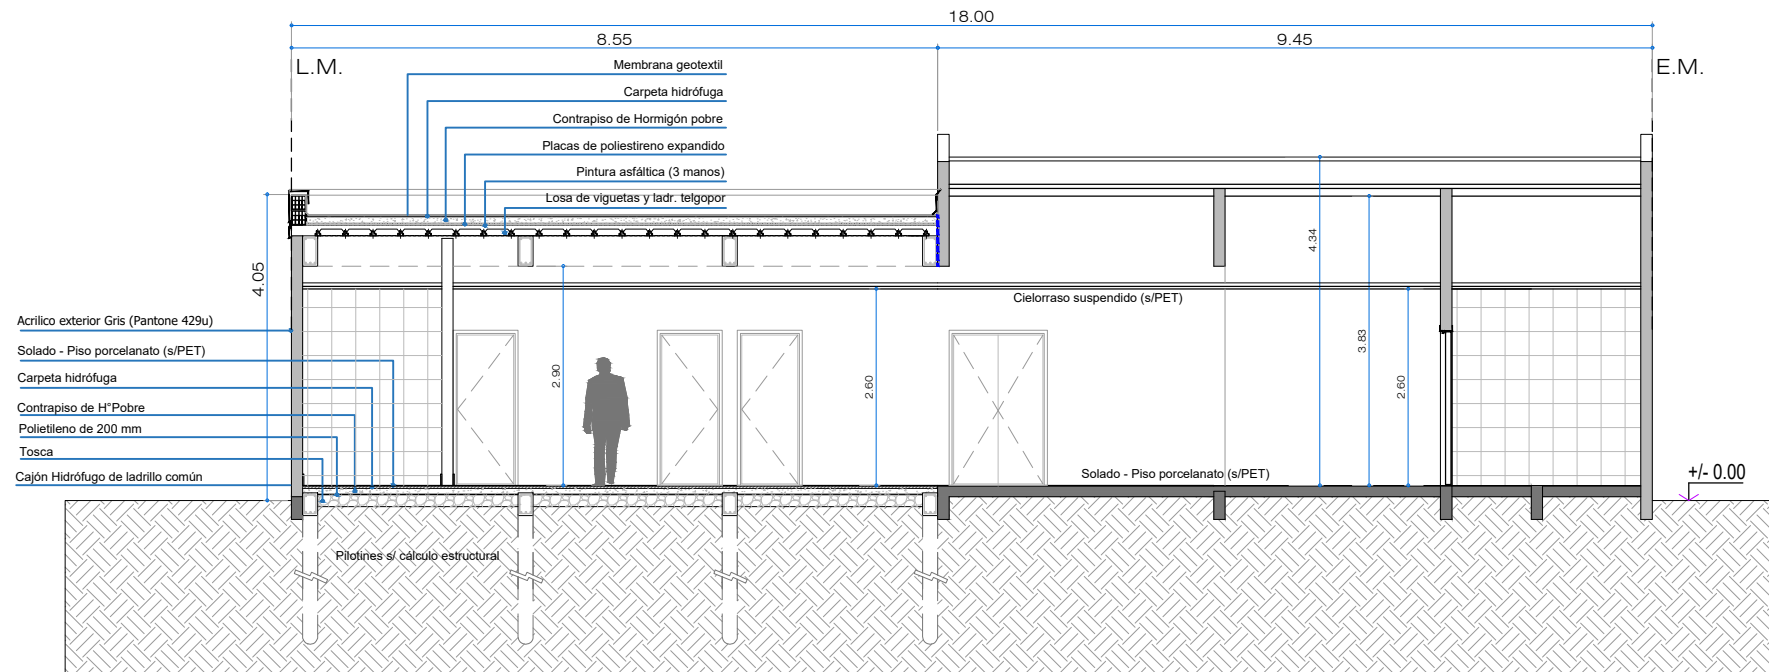 18.00
8.55
9.45
L.M.
E.M.
Membrana geotextil
Carpeta hidrófuga
Contrapiso de Hormigón pobre
Placas de poliestireno expandido
Pintura asfáltica (3 manos)
Losa de viguetas y ladr. telgopor
4.05
4.34
Cielorraso suspendido (s/PET)
Acrilico exterior Gris (Pantone 429u)
3.83
Solado - Piso porcelanato (s/PET)
2.90
2.60
2.60
Carpeta hidrófuga
Contrapiso de H°Pobre
Polietileno de 200 mm
Tosca
Cajón Hidrófugo de ladrillo común
Solado - Piso porcelanato (s/PET)
+/- 0.00
Pilotines s/ cálculo estructural